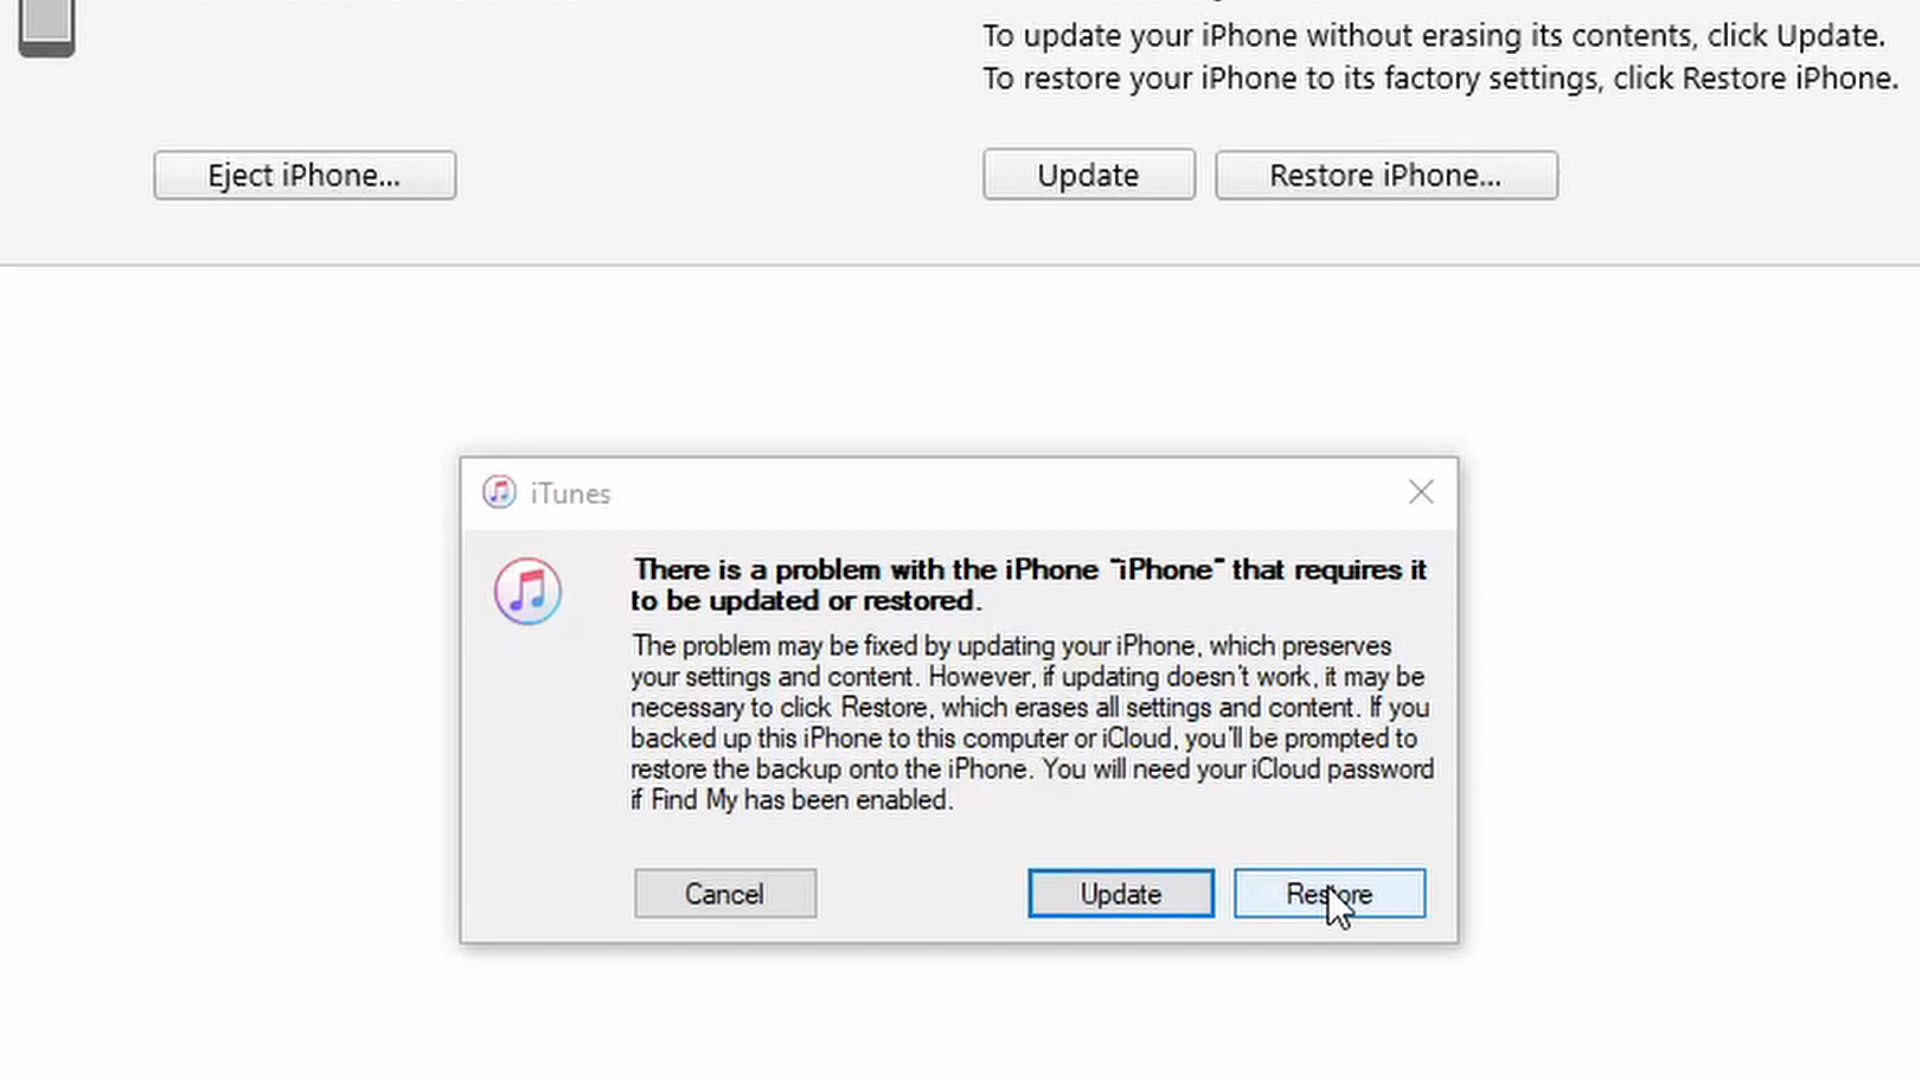 To update your iPhone without erasing its contents, click Update.
To restore your iPhone to its factory settings, click Restore iPhone.
Eject iPhone...
Update
Restore iPhone...
iTunes
There is a problem with the iPhone "iPhone" that requires it
to be updated or restored.
The problem may be fixed by updating your iPhone, which preserves
your settings and content. However, if updating doesn't work, it may be
necessary to click Restore, which erases all settings and content. If you
backed up this iPhone to this computer or iCloud, you'll be prompted to
restore the backup onto the iPhone. You will need your iCloud password
if Find My has been enabled.
Cancel
Update
Restore